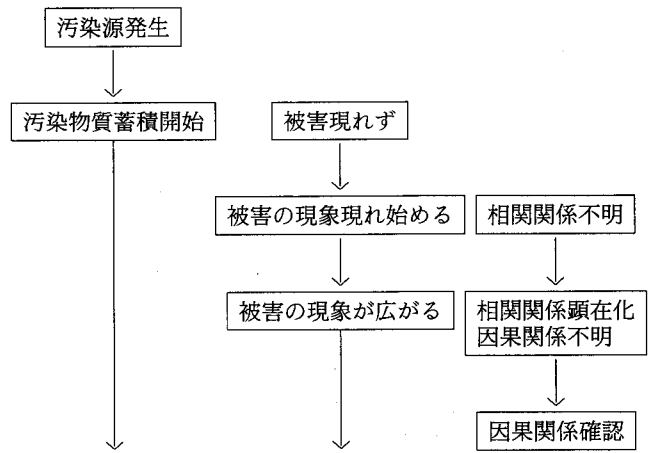 汚染源発生
汚染物質蓄積開始
被害現れず
被害の現象現れ始める
相関関係不明
被害の現象が広がる
相関関係顕在化
因果関係不明
因果関係確認